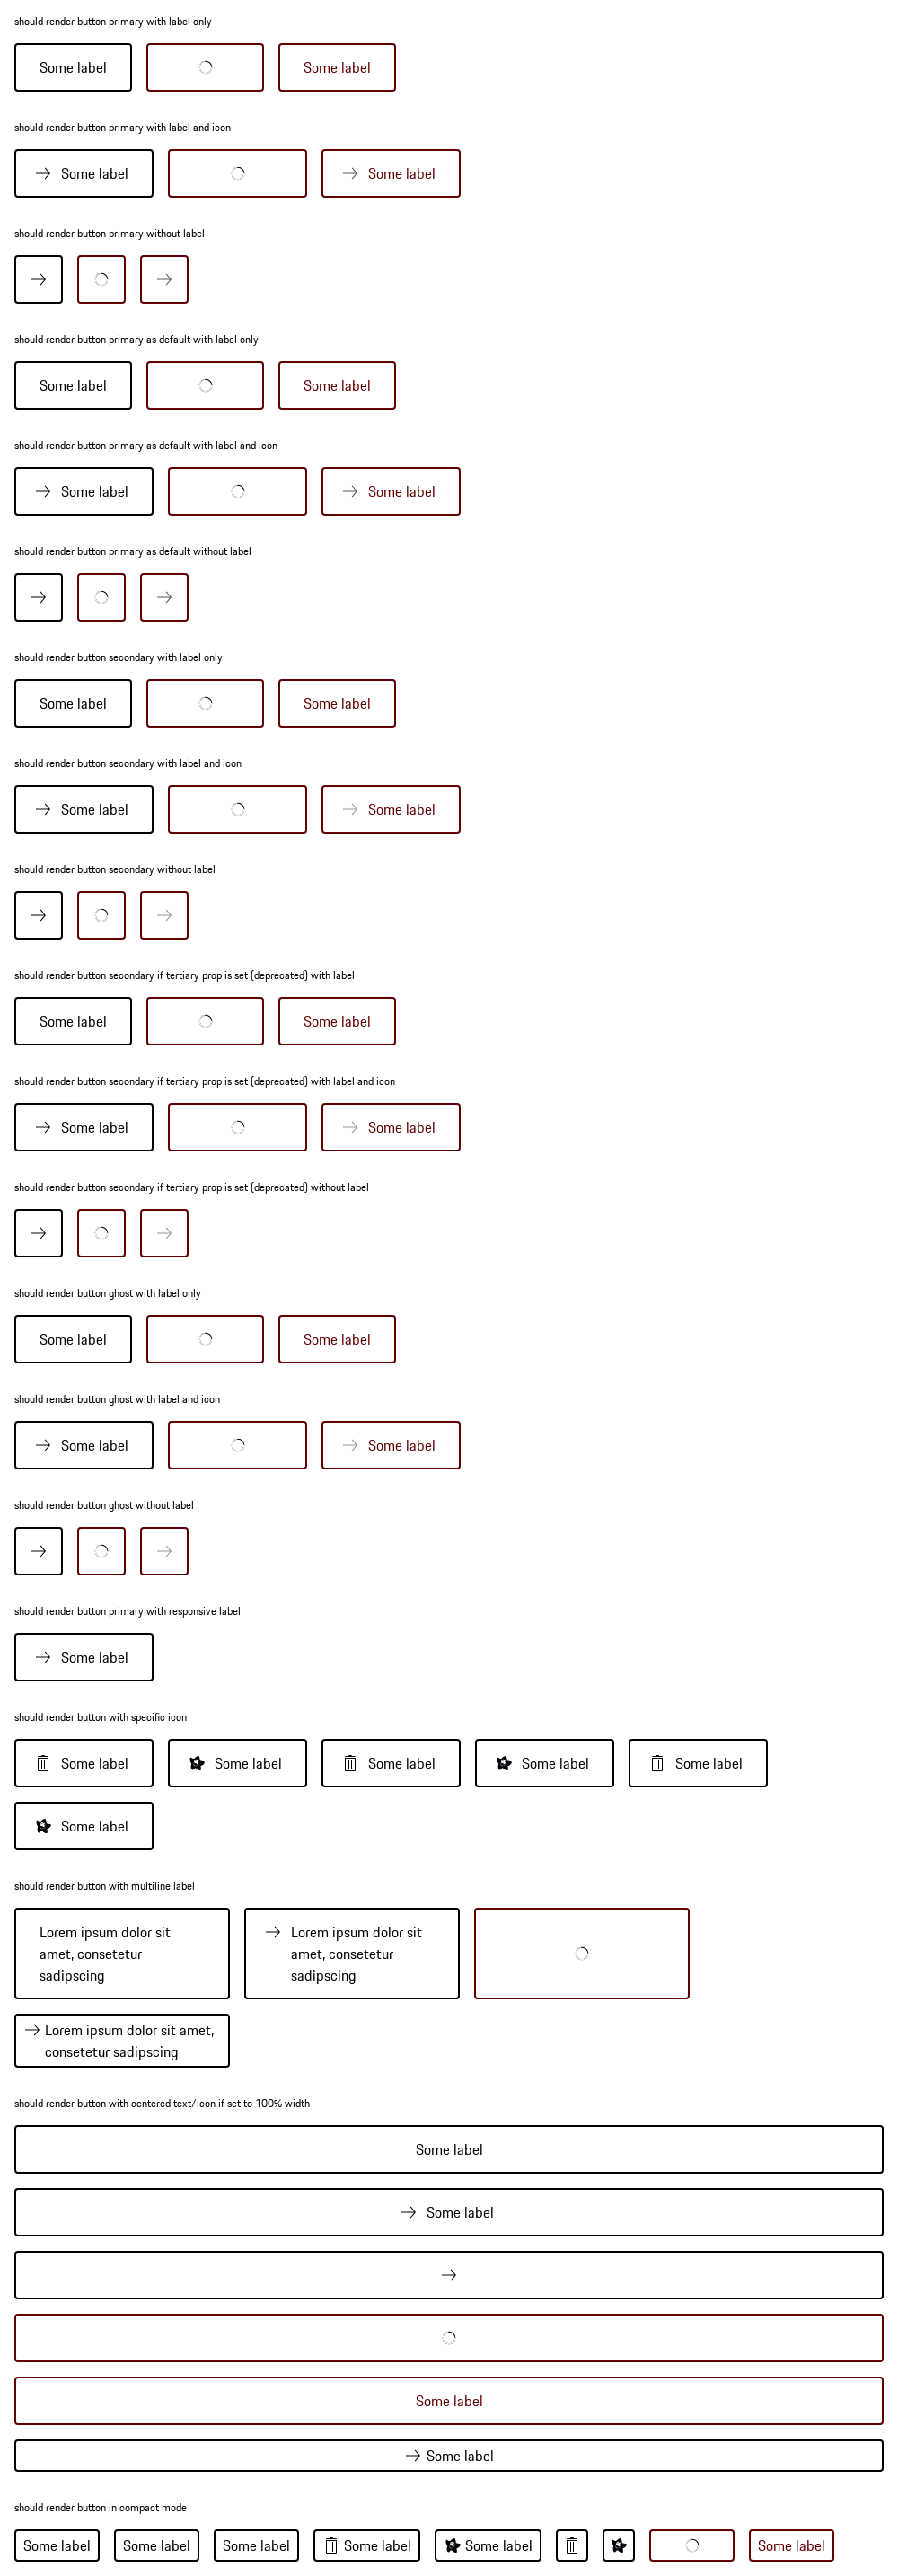 should render button primary with label only
Some label Some label
should render button primary with label and icon
Some label Some label
should render button primary without label
should render button primary as default with label only
Some label Some label
should render button primary as default with label and icon
Some label Some label
should render button primary as default without label
should render button secondary with label only
Some label Some label
should render button secondary with label and icon
Some label Some label
should render button secondary without label
should render button secondary if tertiary prop is set (deprecated) with label
Some label Some label
should render button secondary if tertiary prop is set (deprecated) with label and icon
Some label Some label
should render button secondary if tertiary prop is set (deprecated) without label
should render button ghost with label only
Some label Some label
should render button ghost with label and icon
Some label Some label
should render button ghost without label
should render button primary with responsive label
Some label
should render button with specific icon
Some label Some label Some label Some label Some label
Some label
should render button with multiline label
Lorem ipsum dolor sit
amet, consetetur
sadipscing
Lorem ipsum dolor sit
amet, consetetur
sadipscing
Lorem ipsum dolor sit amet,
consetetur sadipscing
should render button with centered text/icon if set to 100% width
Some label
Some label
Some label
Some label
should render button in compact mode
Some label Some label Some label Some label Some label Some label